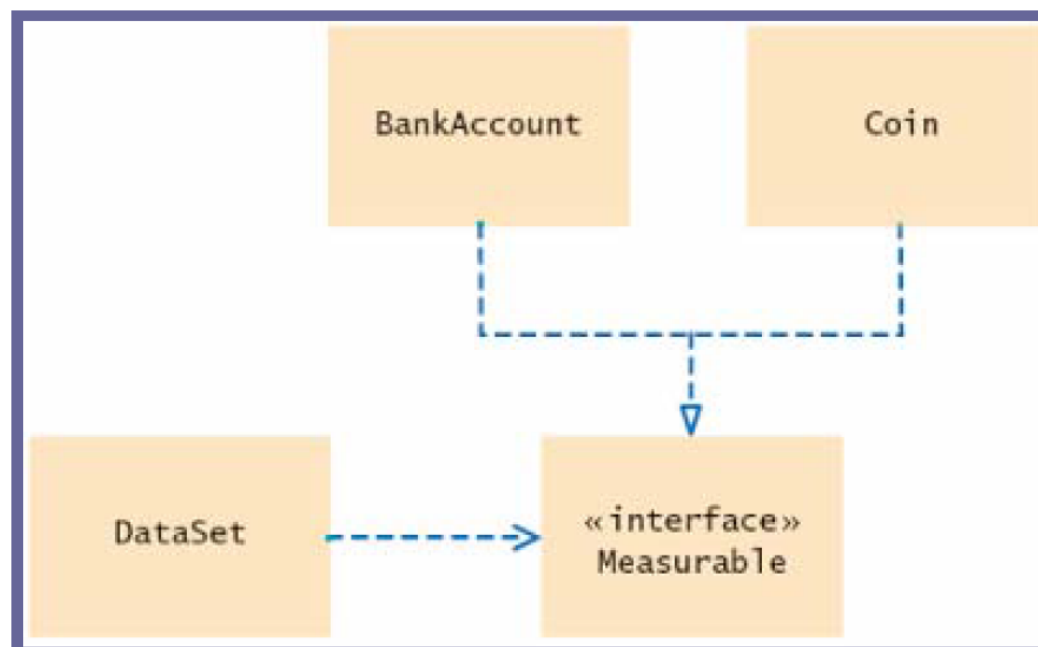 BankAccount
Coin
DataSet
«interface»
Measurable